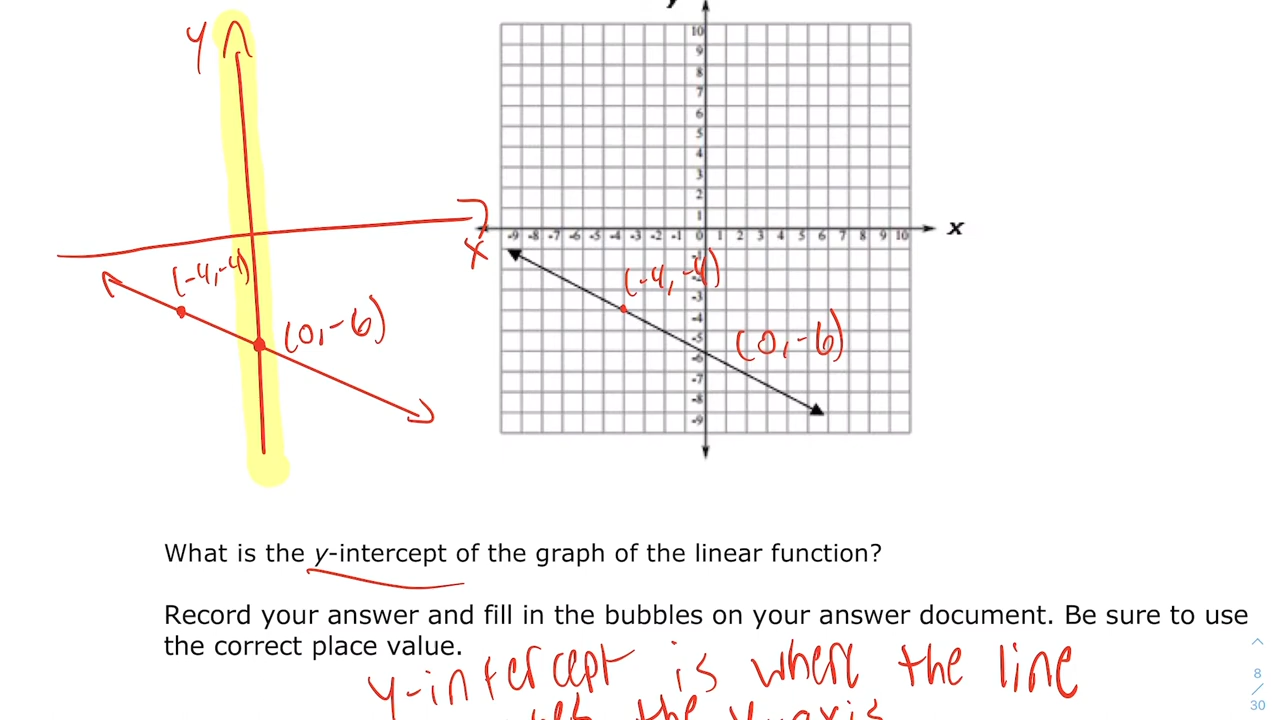 y
10
9
8
7
6
5
4
3
2
1
-9 -8 -7 -6 -5 -4 -3 -2 -1 0 1 2 3 4 5 6 7 8 9 10 x
-1
-2
-3
-4
-5
-6
-7
-8
-9
(-4,-4)
(0,-6)
y
x
(-4,-4)
(0,-6)
What is the y-intercept of the graph of the linear function?
Record your answer and fill in the bubbles on your answer document. Be sure to use
the correct place value.
y-intercept is where the line
the y-axis
8
/
30